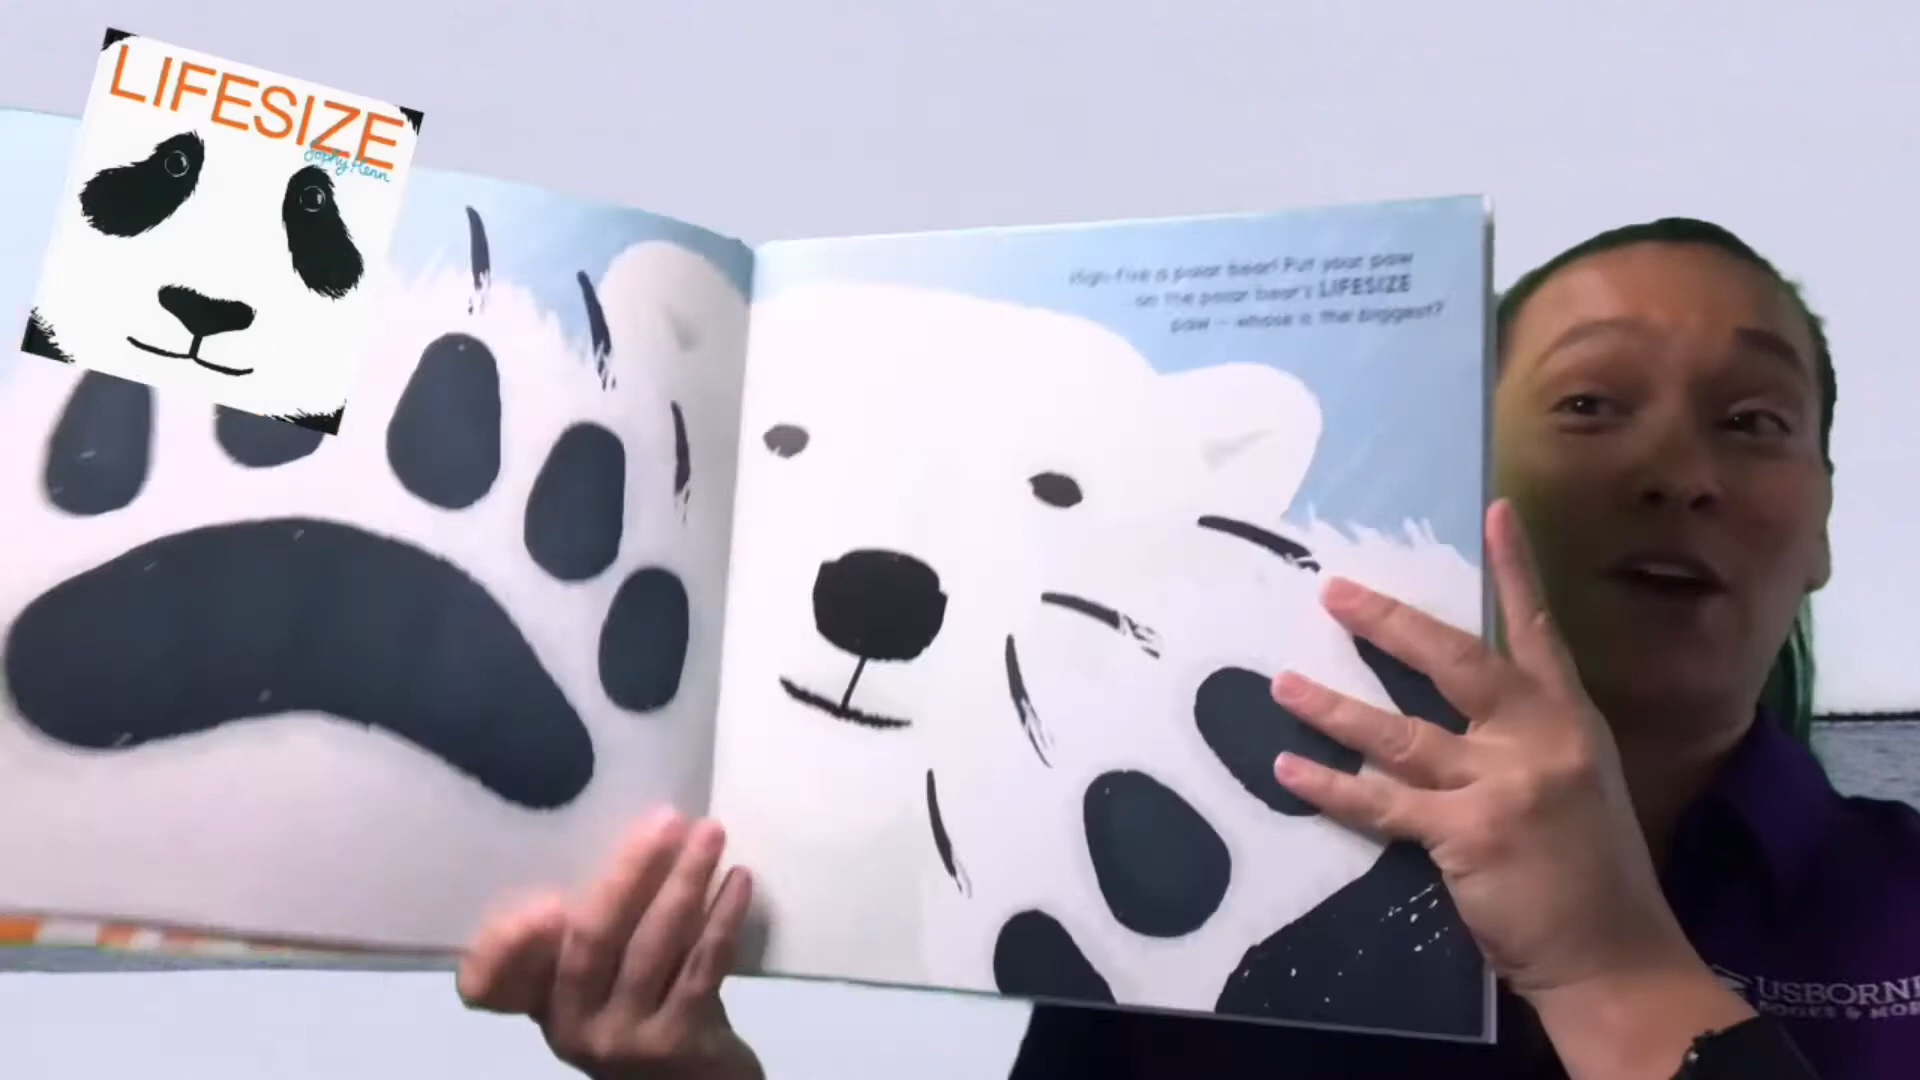 LIFESIZE
Sophy Henn
High-five a polar bear! Put your paw
on the polar bear's LIFESIZE
paw – whose is the biggest?
USBORNE
BOOKS & MOR